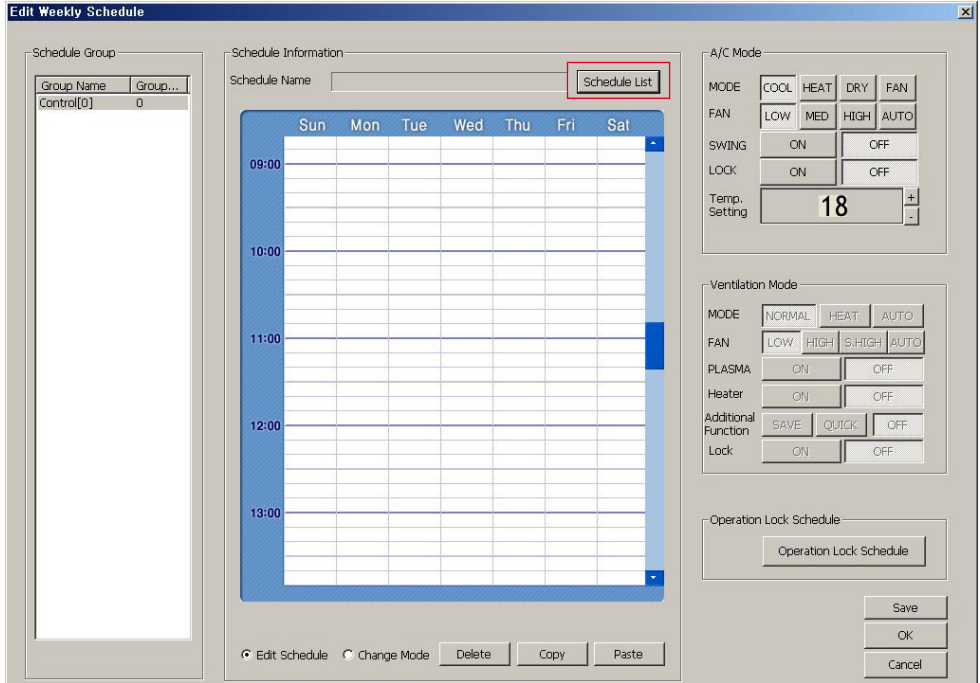 Edit Weekly Schedule
Schedule Group
Group Name Group...
Control[0] 0
Schedule Information
Schedule Name Schedule List
Sun Mon Tue Wed Thu Fri Sat
09:00
10:00
11:00
12:00
13:00
Edit Schedule Change Mode Delete Copy Paste
A/C Mode
MODE COOL HEAT DRY FAN
FAN LOW MED HIGH AUTO
SWING ON OFF
LOCK ON OFF
Temp.
Setting 18 + -
Ventilation Mode
MODE NORMAL HEAT AUTO
FAN LOW HIGH S.HIGH AUTO
PLASMA ON OFF
Heater ON OFF
Additional
Function SAVE QUICK OFF
Lock ON OFF
Operation Lock Schedule
Operation Lock Schedule
Save
OK
Cancel